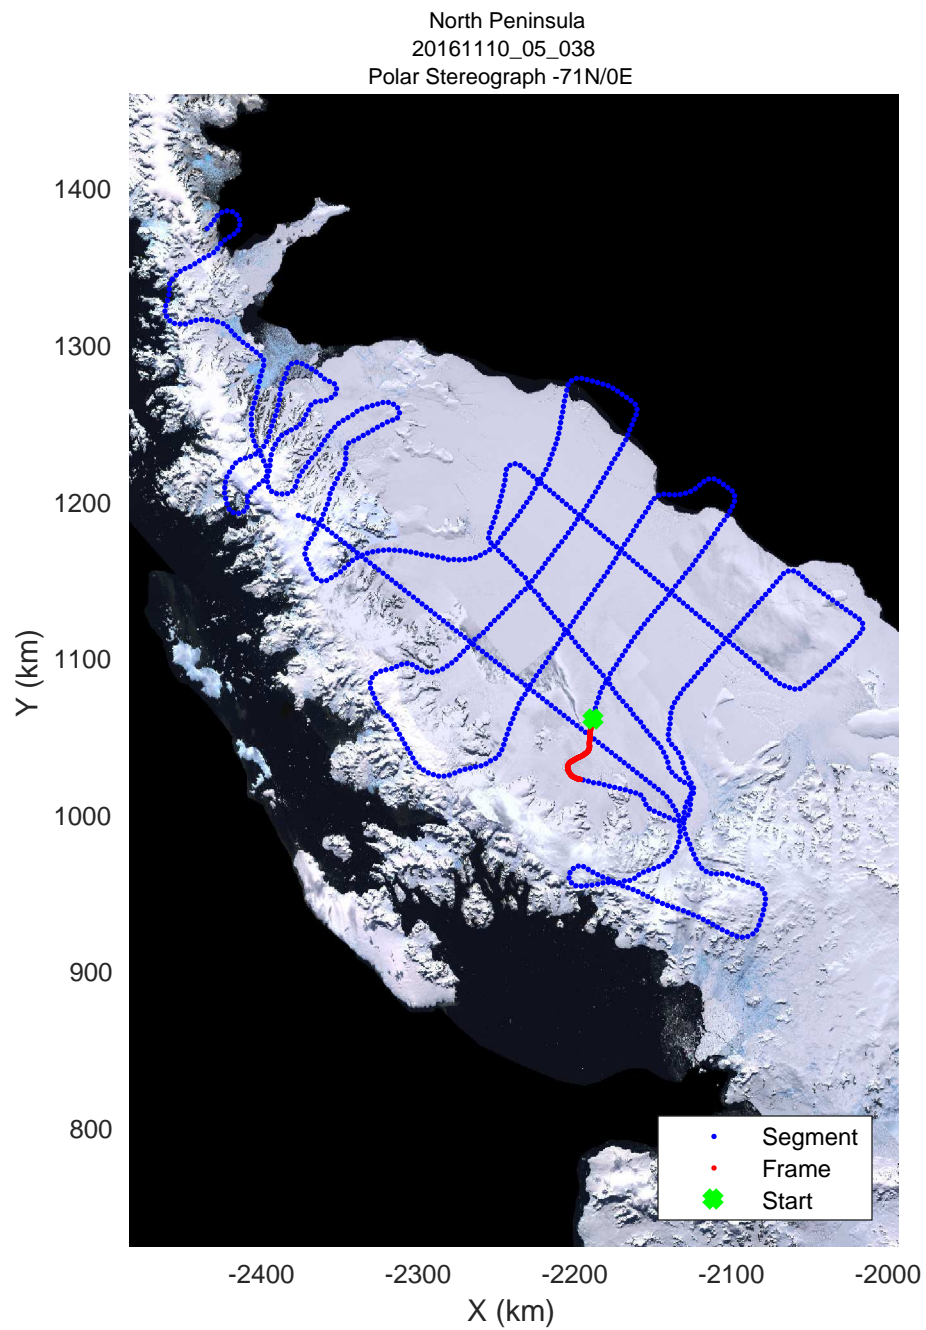 North Peninsula
20161110_05_038
Polar Stereograph -71N/0E
1400
1300
1200
1100
1000
900
800
Y (km)
-2400
-2300
-2200
-2100
-2000
X (km)
Segment
Frame
Start